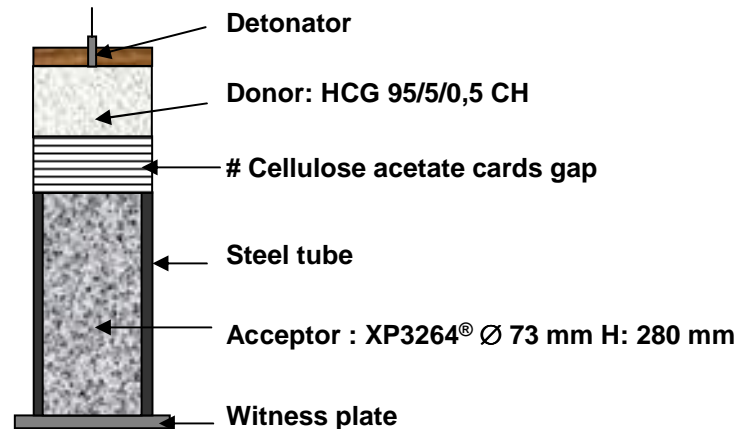 Detonator
Donor: HCG 95/5/0,5 CH
# Cellulose acetate cards gap
Steel tube
Acceptor : XP3264® ∅ 73 mm H: 280 mm
Witness plate